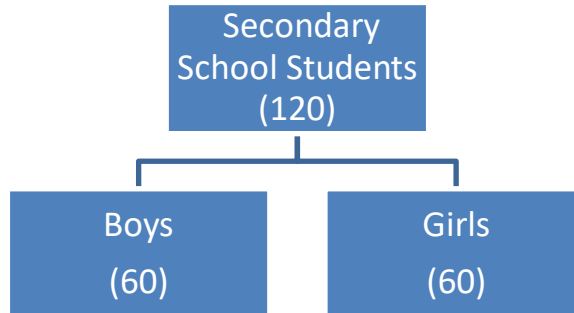 Secondary
School Students
(120)
Boys
(60)
Girls
(60)